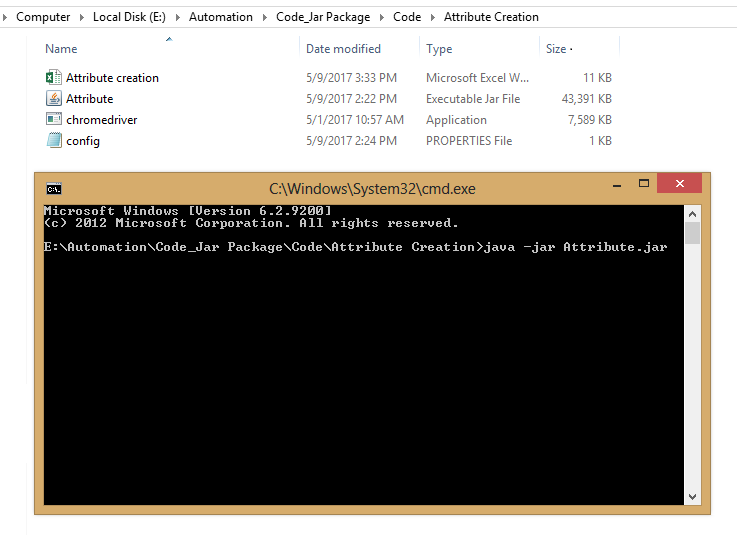 Computer Local Disk (E:) Automation Code_Jar Package Code Attribute Creation
Name Date modified Type Size
Attribute creation 5/9/2017 3:33 PM Microsoft Excel W... 11 KB
Attribute 5/9/2017 2:22 PM Executable Jar File 43,391 KB
chromedriver 5/1/2017 10:57 AM Application 7,589 KB
config 5/9/2017 2:24 PM PROPERTIES File 1 KB
C:\Windows\System32\cmd.exe
Microsoft Windows [Version 6.2.9200]
(c) 2012 Microsoft Corporation. All rights reserved.
E:\Automation\Code_Jar Package\Code\Attribute Creation>java -jar Attribute.jar